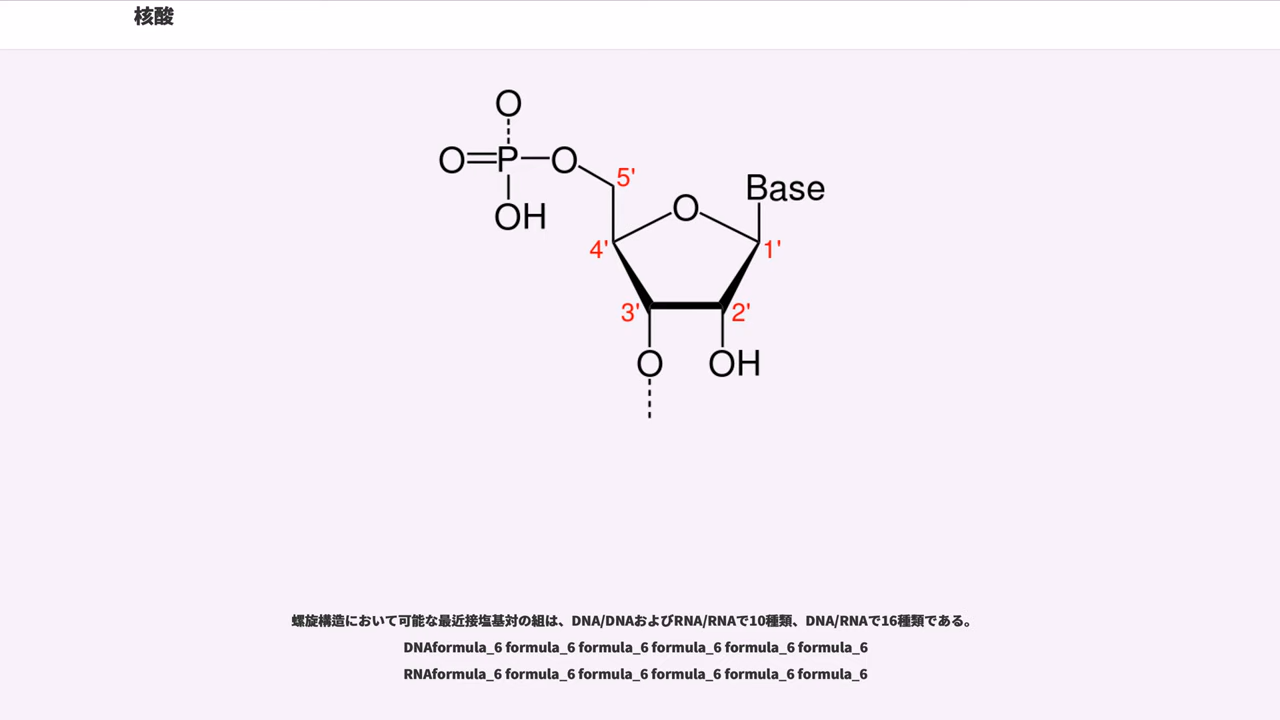 核酸
O
O=P-O
5'
OH
O
Base
4'
1'
3'
2'
O
OH
螺旋構造において可能な最近接塩基対の組は、DNA/DNAおよびRNA/RNAで10種類、DNA/RNAで16種類である。
DNAformula_6 formula_6 formula_6 formula_6 formula_6 formula_6
RNAformula_6 formula_6 formula_6 formula_6 formula_6 formula_6